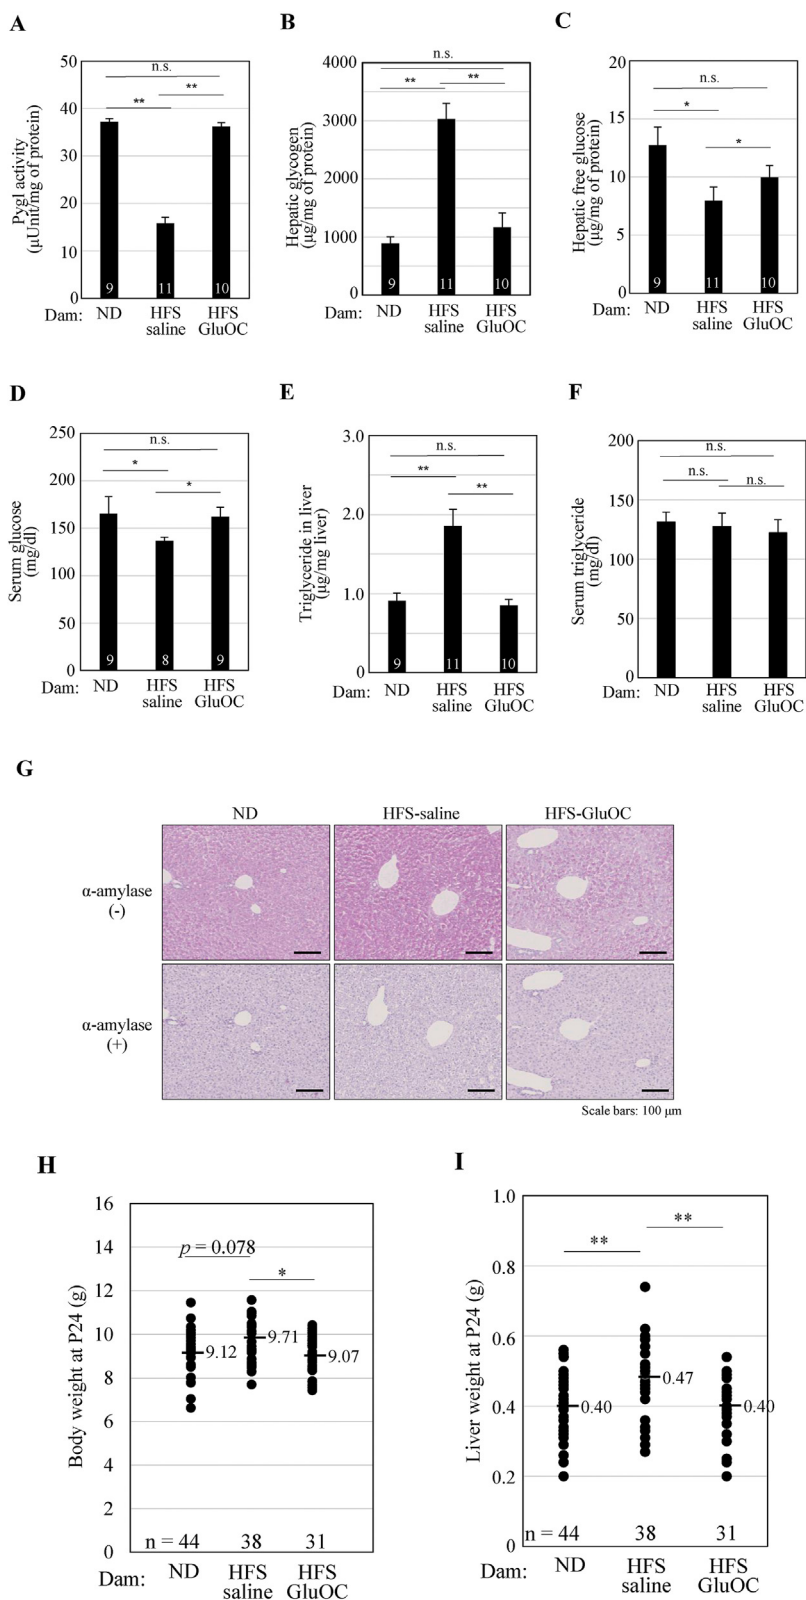 A
Pygl activity
(μUnit/mg of protein)
50
40
30
20
10
0
n.s.
**
**
9
11
10
Dam:
ND
HFS
saline
HFS
GluOC
B
Hepatic glycogen
(μg/mg of protein)
4000
3000
2000
1000
0
n.s.
**
**
9
11
10
Dam:
ND
HFS
saline
HFS
GluOC
C
Hepatic free glucose
(μg/mg of protein)
20
15
10
5
0
n.s.
*
*
9
11
10
Dam:
ND
HFS
saline
HFS
GluOC
D
Serum glucose
(mg/dl)
250
200
150
100
50
0
n.s.
*
*
9
8
9
Dam:
ND
HFS
saline
HFS
GluOC
E
Triglyceride in liver
(μg/mg liver)
3.0
2.0
1.0
0
n.s.
**
**
9
11
10
Dam:
ND
HFS
saline
HFS
GluOC
F
Serum triglyceride
(mg/dl)
200
150
100
50
0
n.s.
n.s.
n.s.
Dam:
ND
HFS
saline
HFS
GluOC
G
ND
HFS-saline
HFS-GluOC
α-amylase
(-)
α-amylase
(+)
Scale bars: 100 μm
H
Body weight at P24 (g)
16
14
12
10
8
6
4
2
0
p = 0.078
*
9.12
9.71
9.07
n = 44
38
31
Dam:
ND
HFS
saline
HFS
GluOC
I
Liver weight at P24 (g)
1.0
0.8
0.6
0.4
0.2
0
**
**
0.40
0.47
0.40
n = 44
38
31
Dam:
ND
HFS
saline
HFS
GluOC